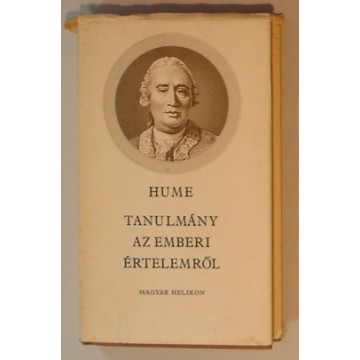 HUME
TANULMÁNY
AZ EMBERI
ÉRTELEMRŐL
MAGYAR HELIKON